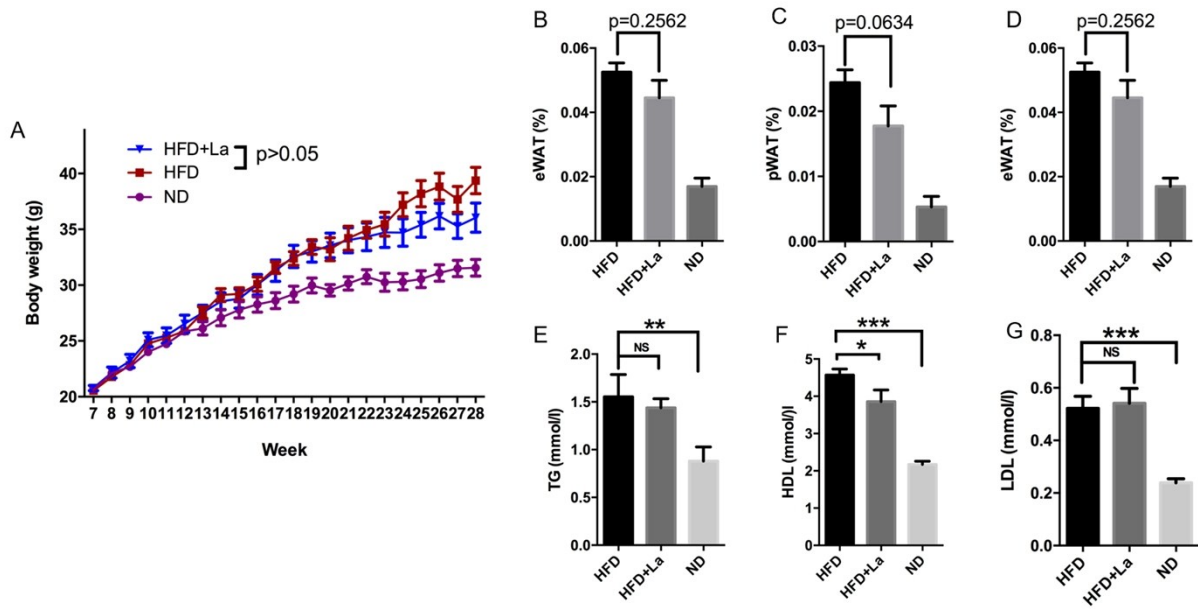 A
HFD+La
HFD
ND
p>0.05
Body weight (g)
40
35
30
25
20
7 8 9 10 11 12 13 14 15 16 17 18 19 20 21 22 23 24 25 26 27 28
Week
B
p=0.2562
eWAT (%)
0.06
0.04
0.02
0.00
HFD
HFD+La
ND
C
p=0.0634
pWAT (%)
0.03
0.02
0.01
0.00
HFD
HFD+La
ND
D
p=0.2562
eWAT (%)
0.06
0.04
0.02
0.00
HFD
HFD+La
ND
E
**
NS
TG (mmol/l)
2.0
1.5
1.0
0.5
0.0
HFD
HFD+La
ND
F
***
*
HDL (mmol/)l
5
4
3
2
1
0
HFD
HFD+La
ND
G
***
NS
LDL (mmol/l)
0.8
0.6
0.4
0.2
0.0
HFD
HFD+La
ND